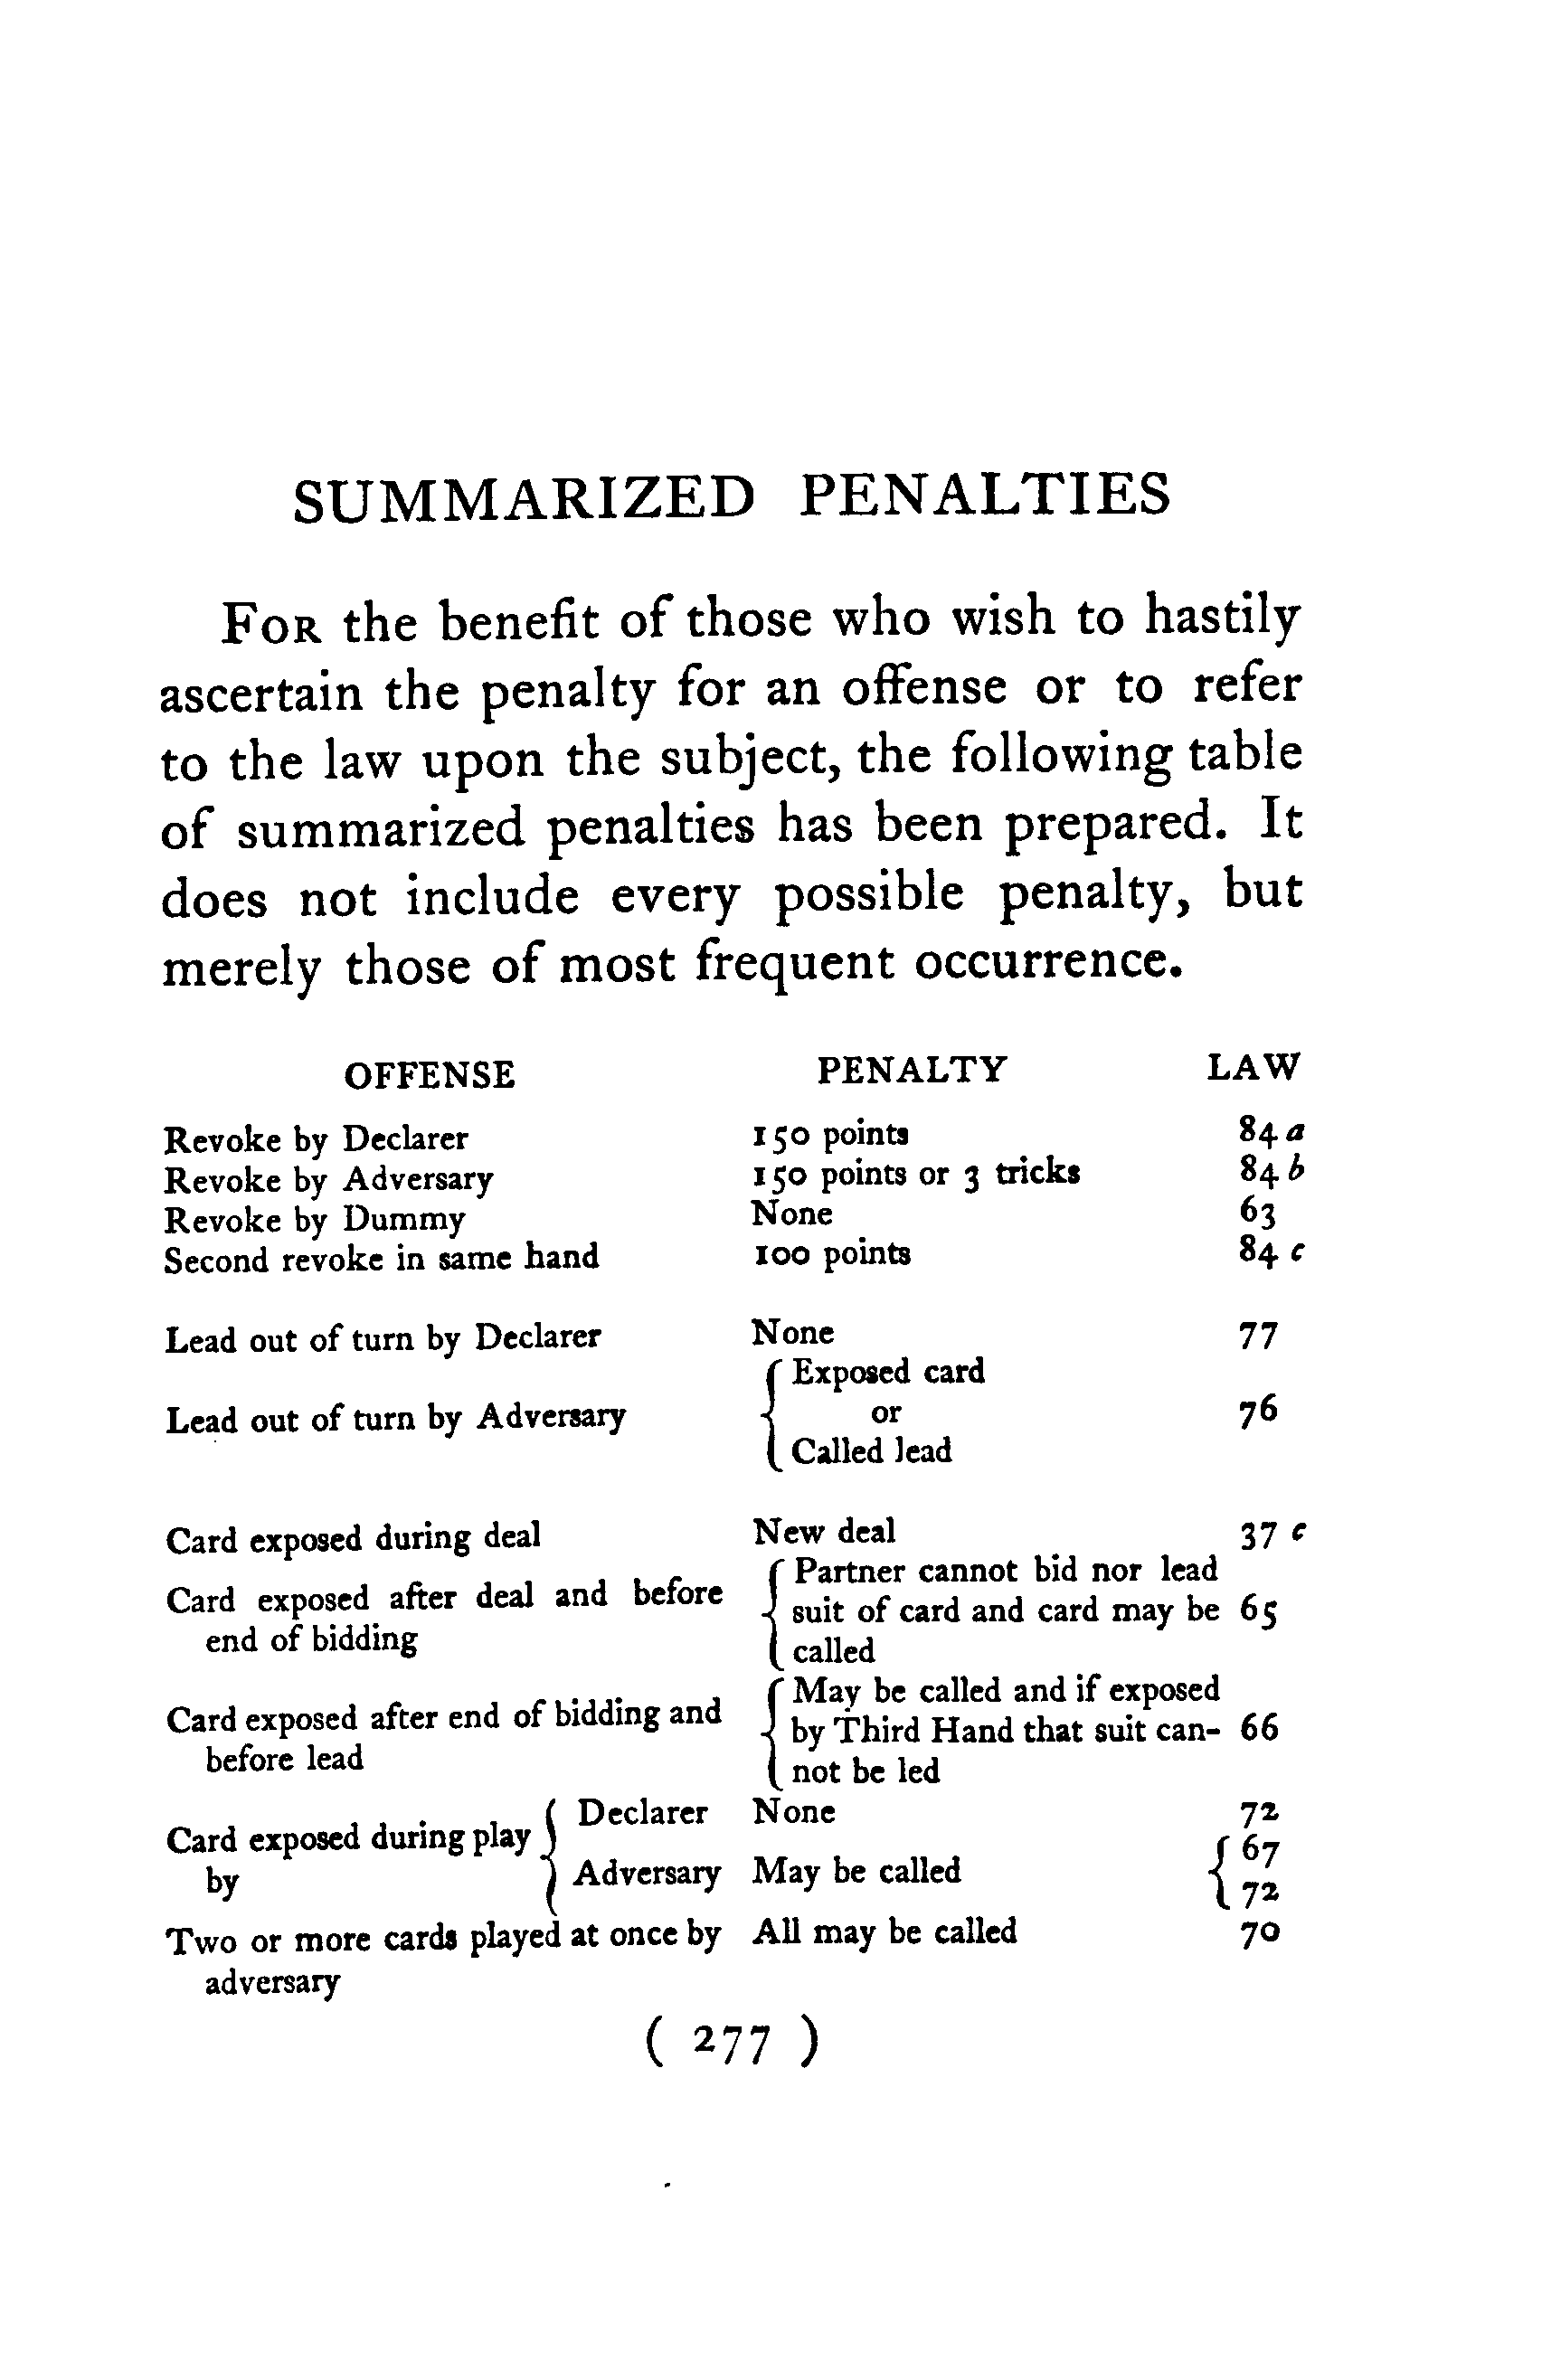 SUMMARIZED PENALTIES
FOR the benefit of those who wish to hastily
ascertain the penalty for an offense or to refer
to the law upon the subject, the following table
of summarized penalties has been prepared. It
does not include every possible penalty, but
merely those of most frequent occurrence.
OFFENSE PENALTY LAW
Revoke by Declarer 150 points 84 a
Revoke by Adversary 150 points or 3 tricks 84 b
Revoke by Dummy None 63
Second revoke in same hand 100 points 84 c
Lead out of turn by Declarer None 77
Exposed card
Lead out of turn by Adversary { or 76
Called lead
Card exposed during deal New deal 37 c
Partner cannot bid nor lead
Card exposed after deal and before { suit of card and card may be 65
end of bidding called
May be called and if exposed
Card exposed after end of bidding and { by Third Hand that suit can- 66
before lead not be led
Declarer None 72
Card exposed during play { 67
by Adversary May be called { 72
Two or more cards played at once by All may be called 70
adversary
( 277 )